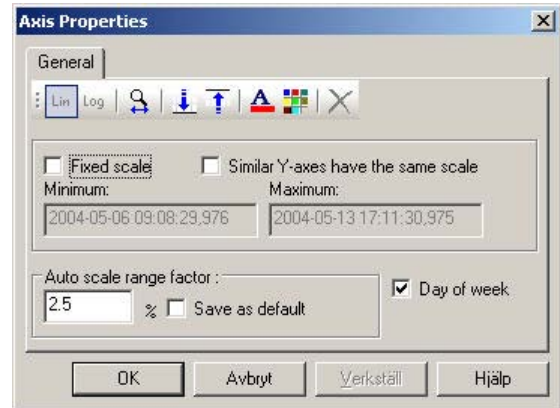 Axis Properties
General
Lin Log A
Fixed scale Similar Y-axes have the same scale
Minimum: Maximum:
2004-05-06 09:08:29,976 2004-05-13 17:11:30,975
Auto scale range factor :
2.5 % Save as default Day of week
OK Avbryt Verkställ Hjälp